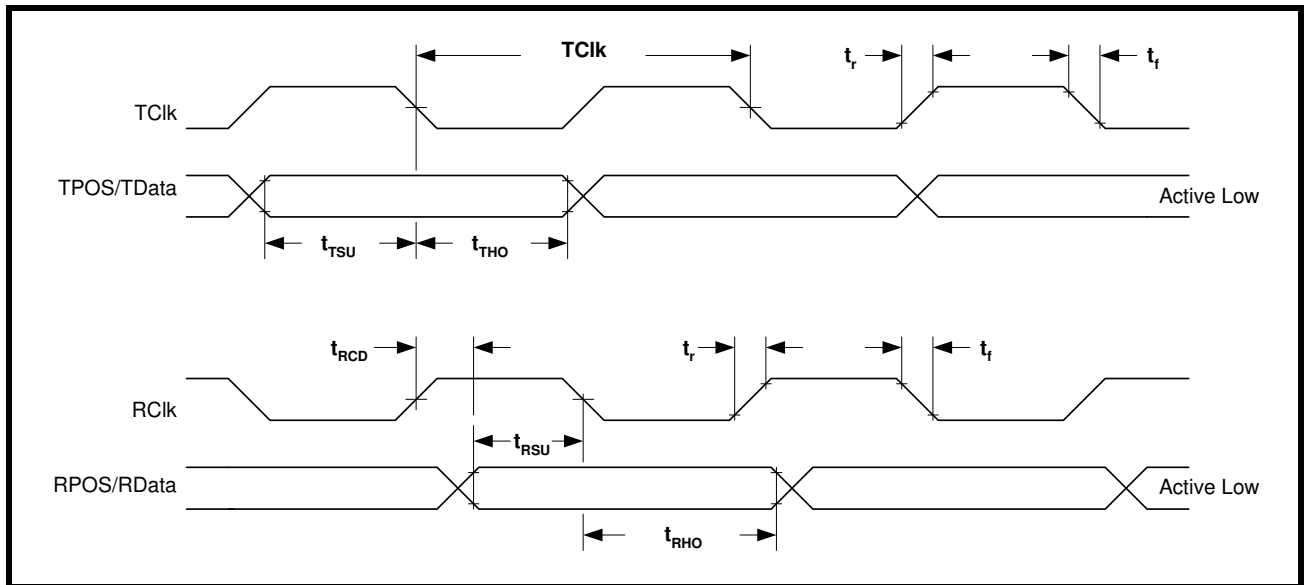 TClk
t_r
t_f
TClk
TPOS/TData
Active Low
t_TSU
t_THO
t_RCD
t_r
t_f
RClk
t_RSU
RPOS/RData
Active Low
t_RHO